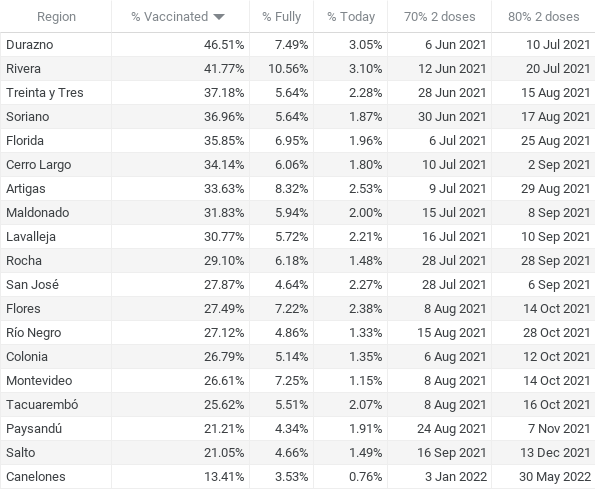 Region % Vaccinated % Fully % Today 70% 2 doses 80% 2 doses
Durazno 46.51% 7.49% 3.05% 6 Jun 2021 10 Jul 2021
Rivera 41.77% 10.56% 3.10% 12 Jun 2021 20 Jul 2021
Treinta y Tres 37.18% 5.64% 2.28% 28 Jun 2021 15 Aug 2021
Soriano 36.96% 5.64% 1.87% 30 Jun 2021 17 Aug 2021
Florida 35.85% 6.95% 1.96% 6 Jul 2021 25 Aug 2021
Cerro Largo 34.14% 6.06% 1.80% 10 Jul 2021 2 Sep 2021
Artigas 33.63% 8.32% 2.53% 9 Jul 2021 29 Aug 2021
Maldonado 31.83% 5.94% 2.00% 15 Jul 2021 8 Sep 2021
Lavalleja 30.77% 5.72% 2.21% 16 Jul 2021 10 Sep 2021
Rocha 29.10% 6.18% 1.48% 28 Jul 2021 28 Sep 2021
San José 27.87% 4.64% 2.27% 28 Jul 2021 6 Sep 2021
Flores 27.49% 7.22% 2.38% 8 Aug 2021 14 Oct 2021
Río Negro 27.12% 4.86% 1.33% 15 Aug 2021 28 Oct 2021
Colonia 26.79% 5.14% 1.35% 6 Aug 2021 12 Oct 2021
Montevideo 26.61% 7.25% 1.15% 8 Aug 2021 14 Oct 2021
Tacuarembó 25.62% 5.51% 2.07% 8 Aug 2021 16 Oct 2021
Paysandú 21.21% 4.34% 1.91% 24 Aug 2021 7 Nov 2021
Salto 21.05% 4.66% 1.49% 16 Sep 2021 13 Dec 2021
Canelones 13.41% 3.53% 0.76% 3 Jan 2022 30 May 2022